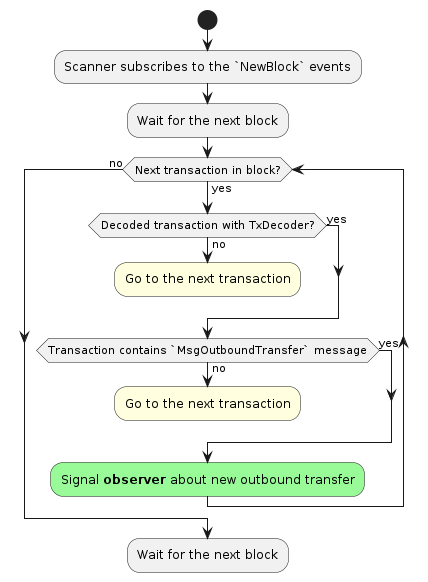 Scanner subscribes to the `NewBlock` events
Wait for the next block
no
Next transaction in block?
yes
Decoded transaction with TxDecoder?
yes
no
Go to the next transaction
Transaction contains `MsgOutboundTransfer` message
yes
no
Go to the next transaction
Signal observer about new outbound transfer
Wait for the next block